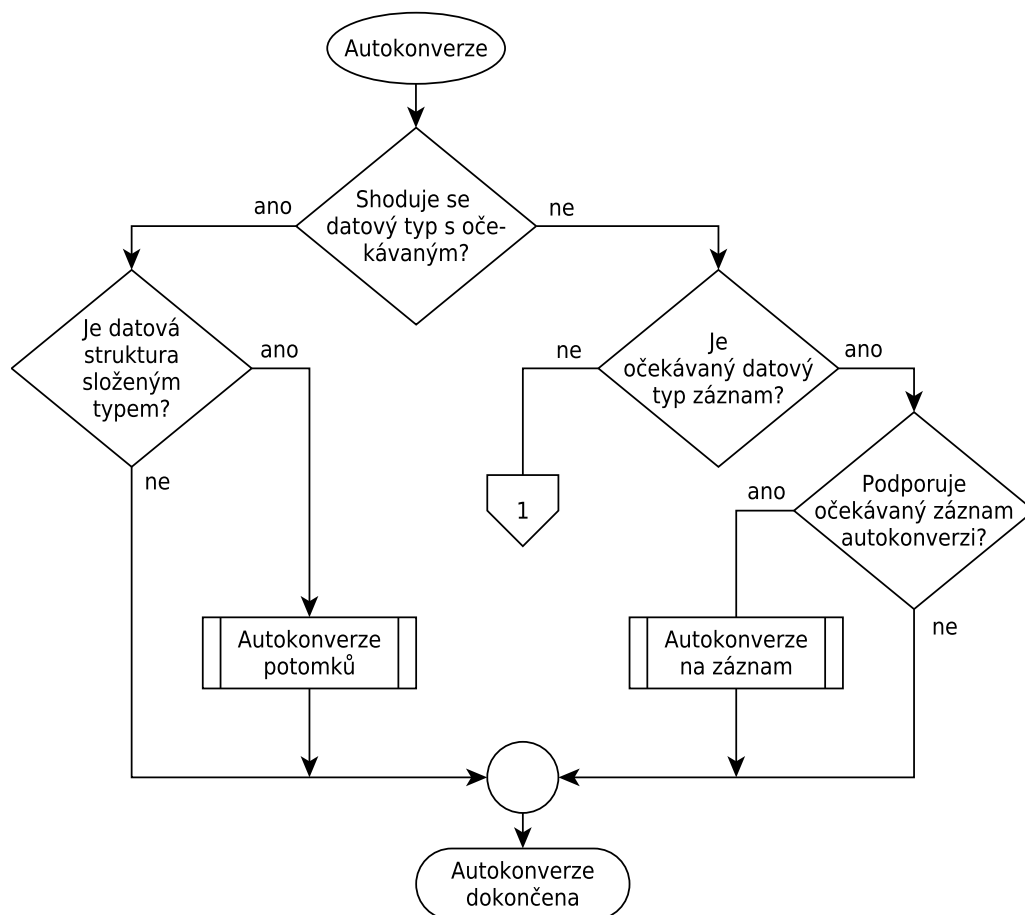 Autokonverze
Shoduje se
datový typ s oče-
kávaným?
ano
ne
Je datová
struktura
složeným
typem?
ano
ne
Je
očekávaný datový
typ záznam?
ne
ano
1
Podporuje
očekávaný záznam
autokonverzi?
ano
ne
Autokonverze
potomků
Autokonverze
na záznam
Autokonverze
dokončena